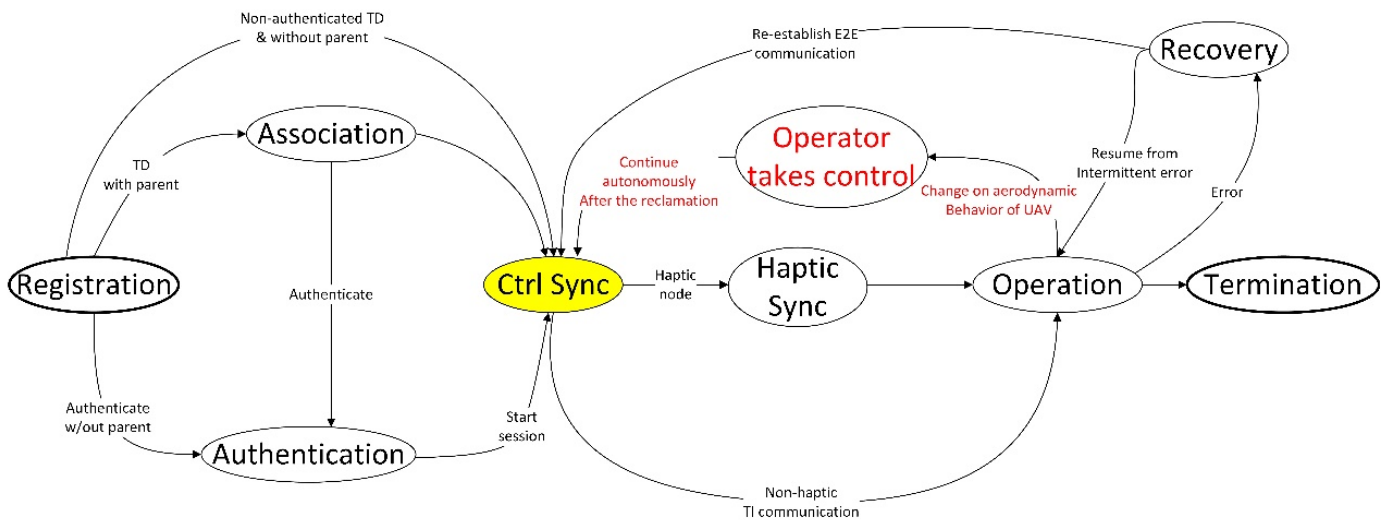 Non-authenticated TD
& without parent
Re-establish E2E
communication
Recovery
Association
TD
with parent
Operator
takes control
Continue
autonomously
After the reclamation
Resume from
Intermittent error
Change on aerodynamic
Behavior of UAV
Error
Registration
Authenticate
Ctrl Sync
Haptic
node
Haptic
Sync
Operation
Termination
Authenticate
w/out parent
Authentication
Start
session
Non-haptic
TI communication